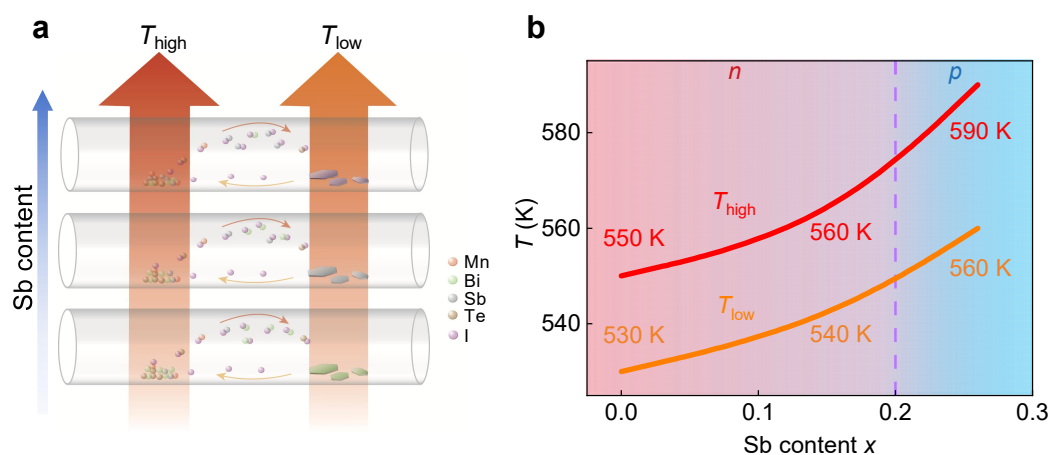 a
T_high
T_low
Sb content
Mn
Bi
Sb
Te
I
b
n
p
T (K)
580
560
540
T_high
550 K
560 K
590 K
T_low
530 K
540 K
560 K
0.0
0.1
0.2
0.3
Sb content x